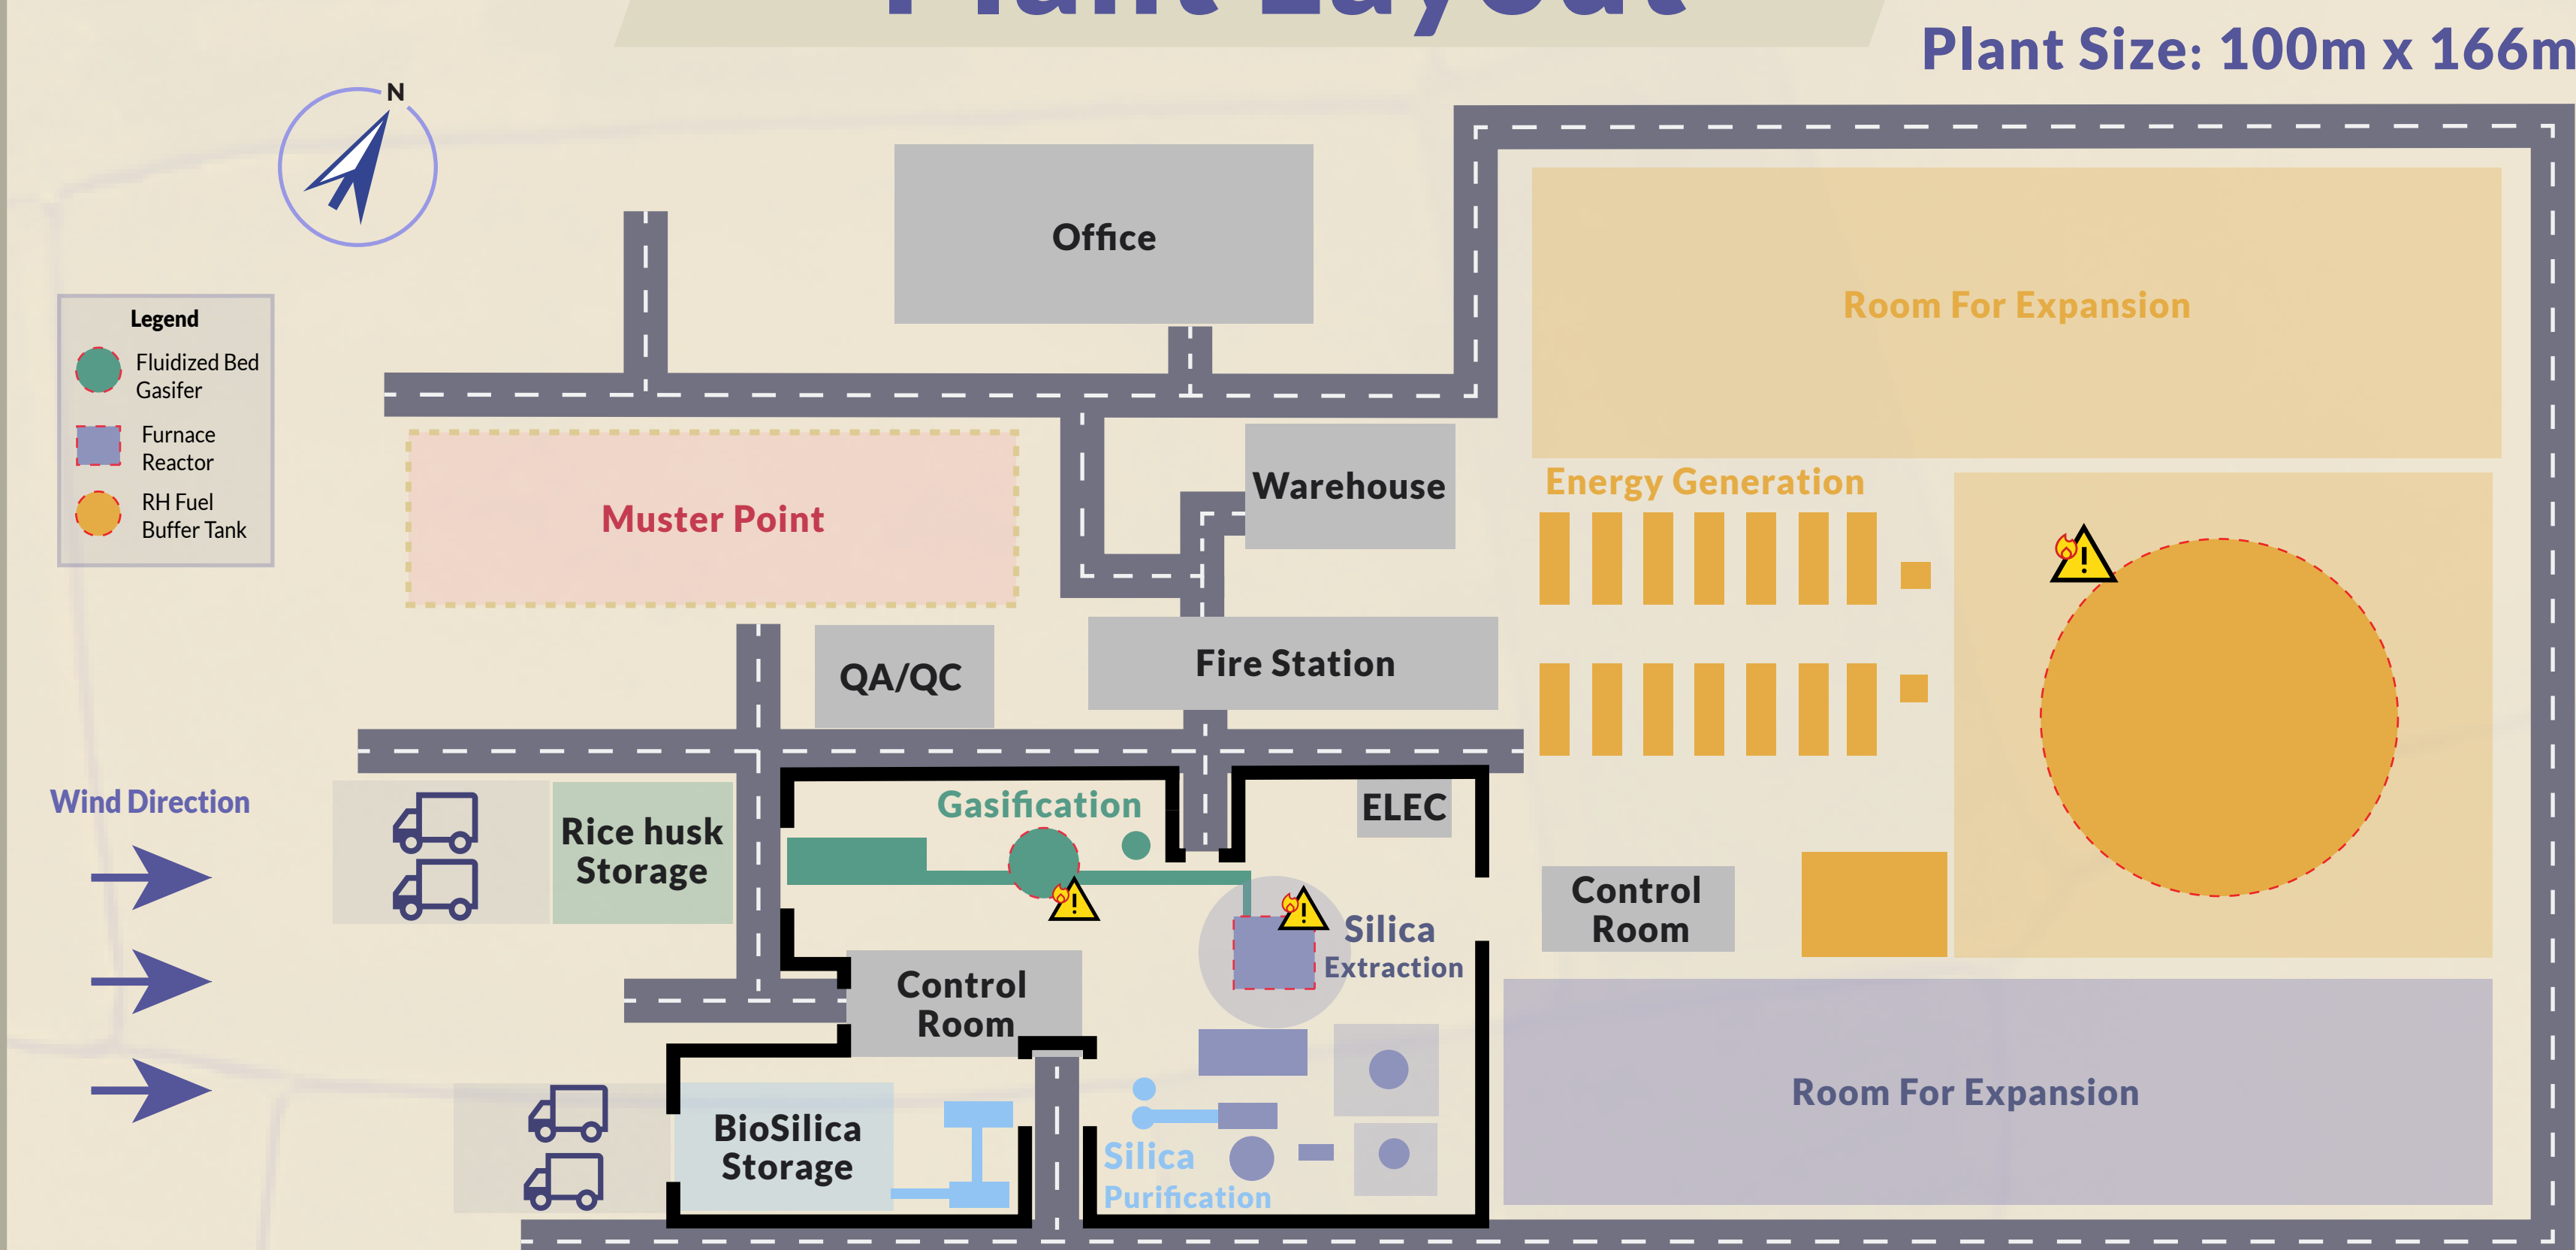 Plant Layout
Plant Size: 100m x 166m
N
Office
Legend
Fluidized Bed
Gasifer
Furnace
Reactor
RH Fuel
Buffer Tank
Room For Expansion
Muster Point
Warehouse
Energy Generation
QA/QC
Fire Station
Wind Direction
Rice husk
Storage
Gasification
ELEC
Control
Room
Silica
Extraction
Control
Room
BioSilica
Storage
Silica
Purification
Room For Expansion